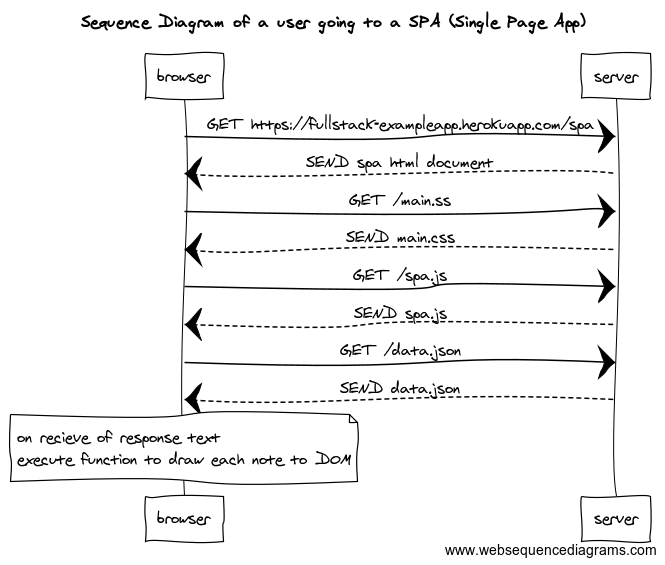 Sequence Diagram of a user going to a SPA (Single Page App)
browser
server
GET https://fullstack-exampleapp.herokuapp.com/spa
SEND spa html document
GET /main.ss
SEND main.css
GET /spa.js
SEND spa.js
GET /data.json
SEND data.json
on recieve of response text
execute function to draw each note to DOM
browser
server
www.websequencediagrams.com